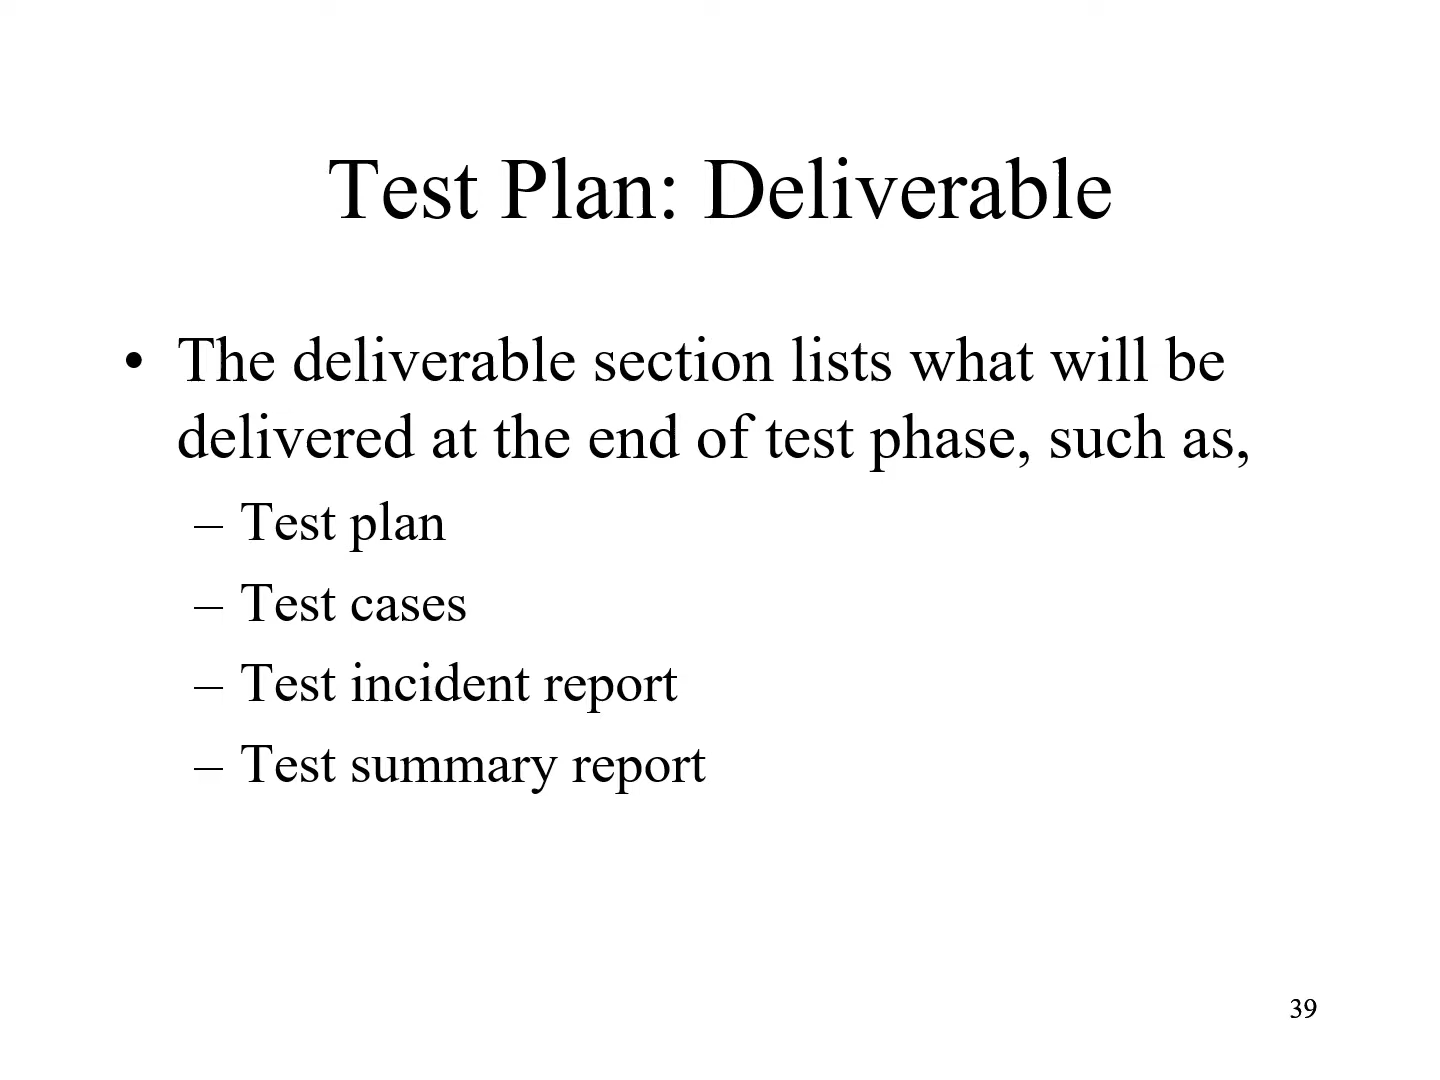 Test Plan: Deliverable
• The deliverable section lists what will be
delivered at the end of test phase, such as,
– Test plan
– Test cases
– Test incident report
– Test summary report
39